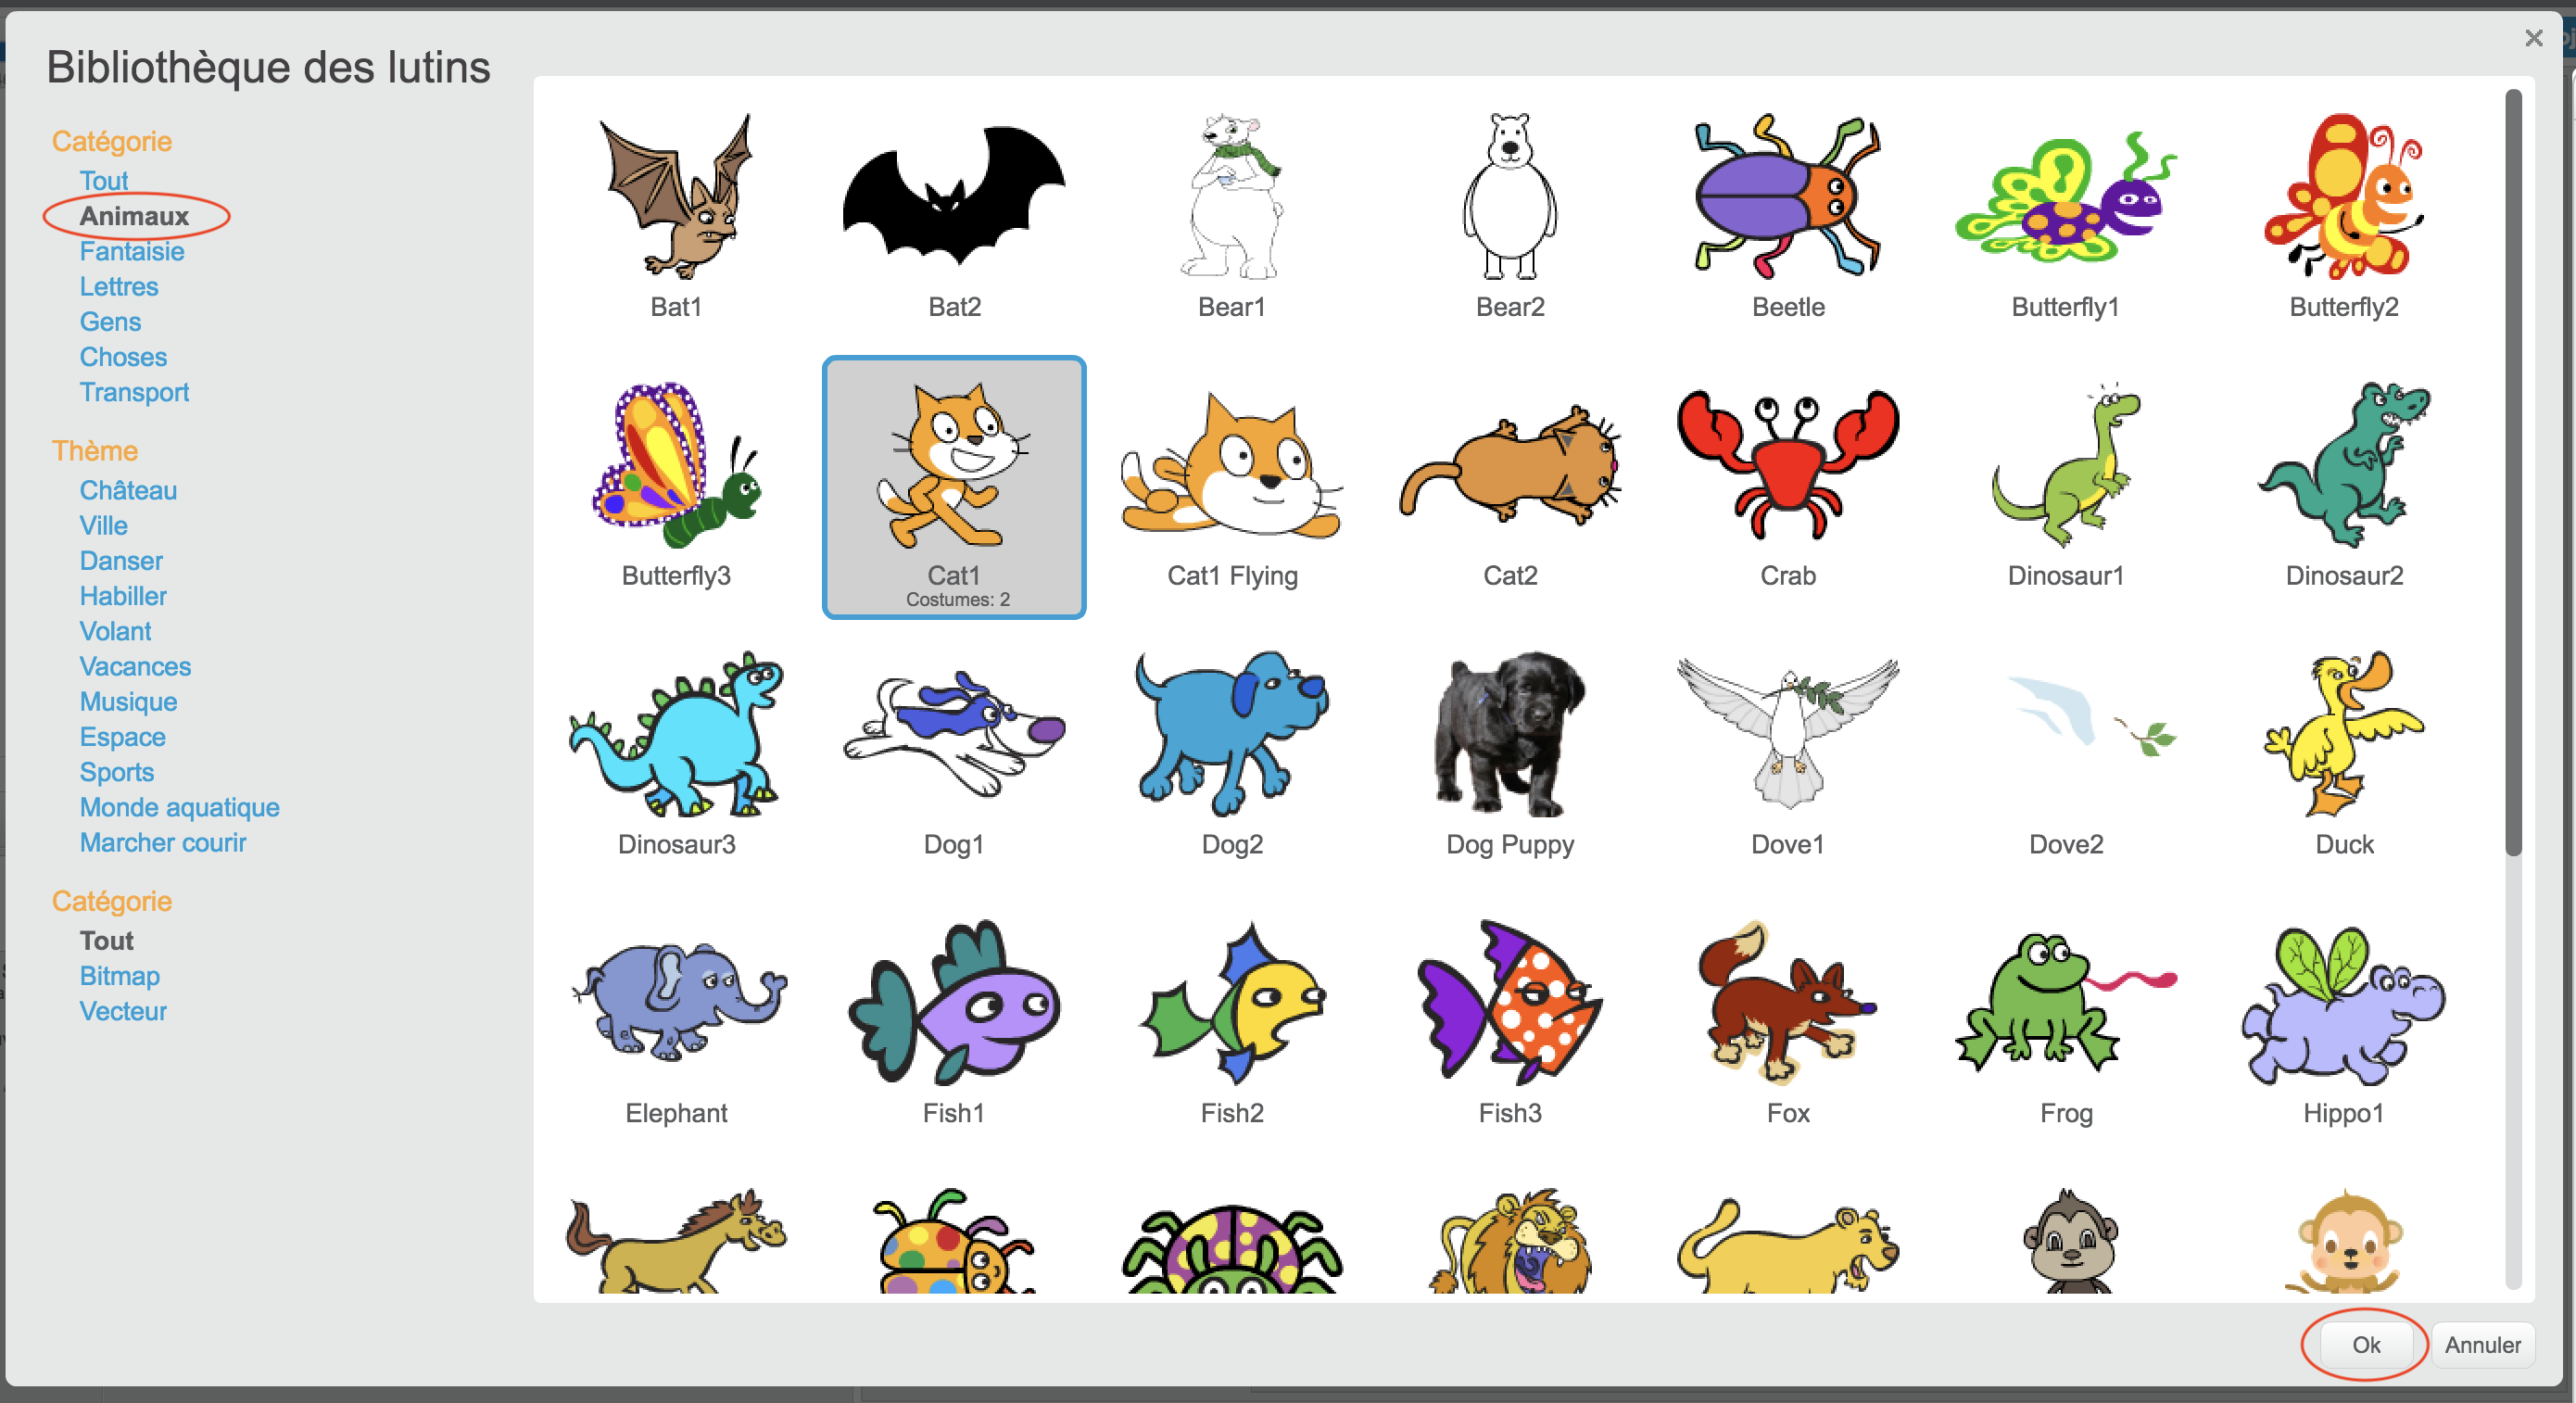 Bibliothèque des lutins
Catégorie
Tout
Animaux
Fantaisie
Lettres
Gens
Choses
Transport
Thème
Château
Ville
Danser
Habiller
Volant
Vacances
Musique
Espace
Sports
Monde aquatique
Marcher courir
Catégorie
Tout
Bitmap
Vecteur
Bat1 Bat2 Bear1 Bear2 Beetle Butterfly1 Butterfly2
Butterfly3 Cat1 Cat1 Flying Cat2 Crab Dinosaur1 Dinosaur2
Costumes: 2
Dinosaur3 Dog1 Dog2 Dog Puppy Dove1 Dove2 Duck
Elephant Fish1 Fish2 Fish3 Fox Frog Hippo1
Ok Annuler